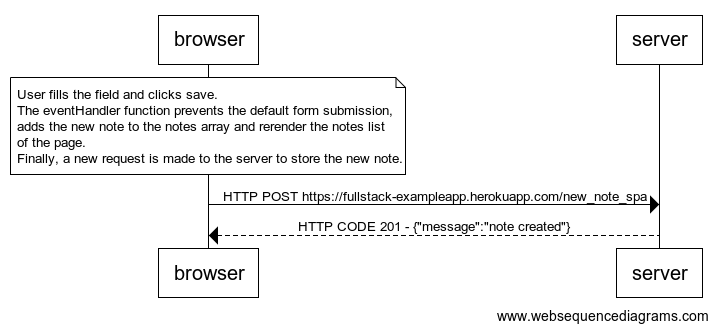 browser
server
User fills the field and clicks save.
The eventHandler function prevents the default form submission,
adds the new note to the notes array and rerender the notes list
of the page.
Finally, a new request is made to the server to store the new note.
HTTP POST https://fullstack-exampleapp.herokuapp.com/new_note_spa
HTTP CODE 201 - {"message":"note created"}
browser
server
www.websequencediagrams.com